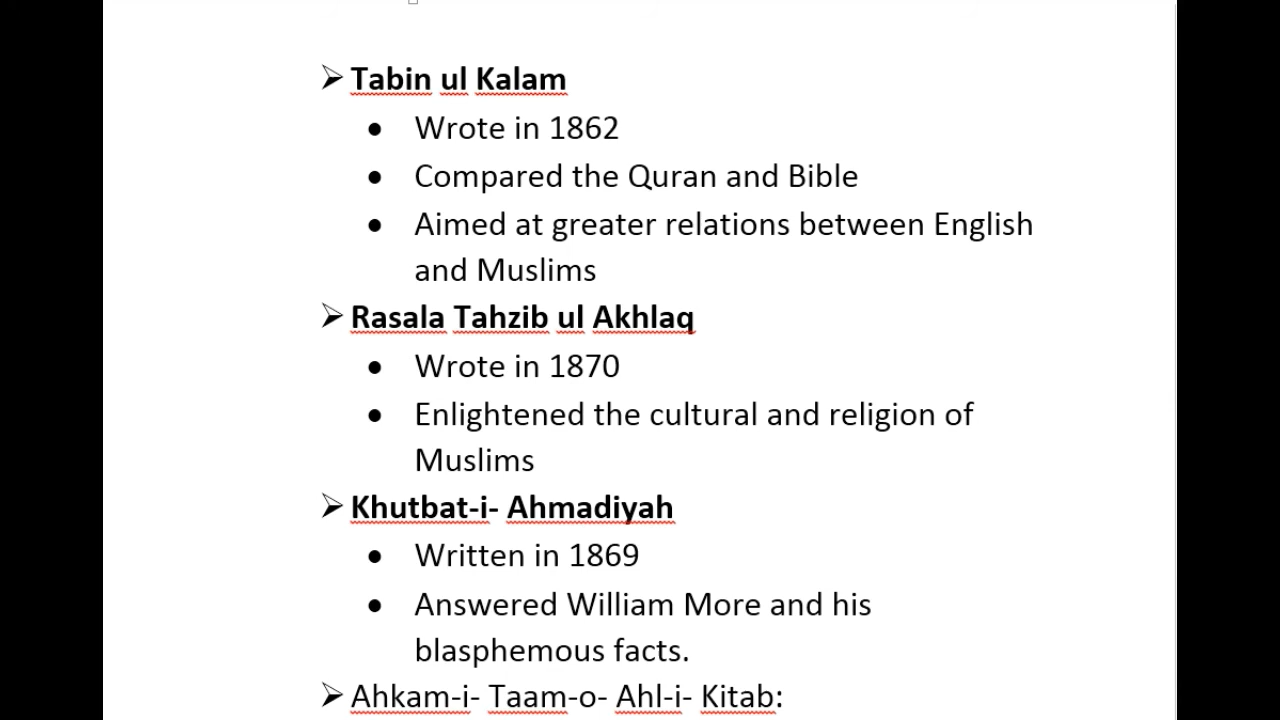 ➢ Tabin ul Kalam
• Wrote in 1862
• Compared the Quran and Bible
• Aimed at greater relations between English
and Muslims
➢ Rasala Tahzib ul Akhlaq
• Wrote in 1870
• Enlightened the cultural and religion of
Muslims
➢ Khutbat-i- Ahmadiyah
• Written in 1869
• Answered William More and his
blasphemous facts.
➢ Ahkam-i- Taam-o- Ahl-i- Kitab: